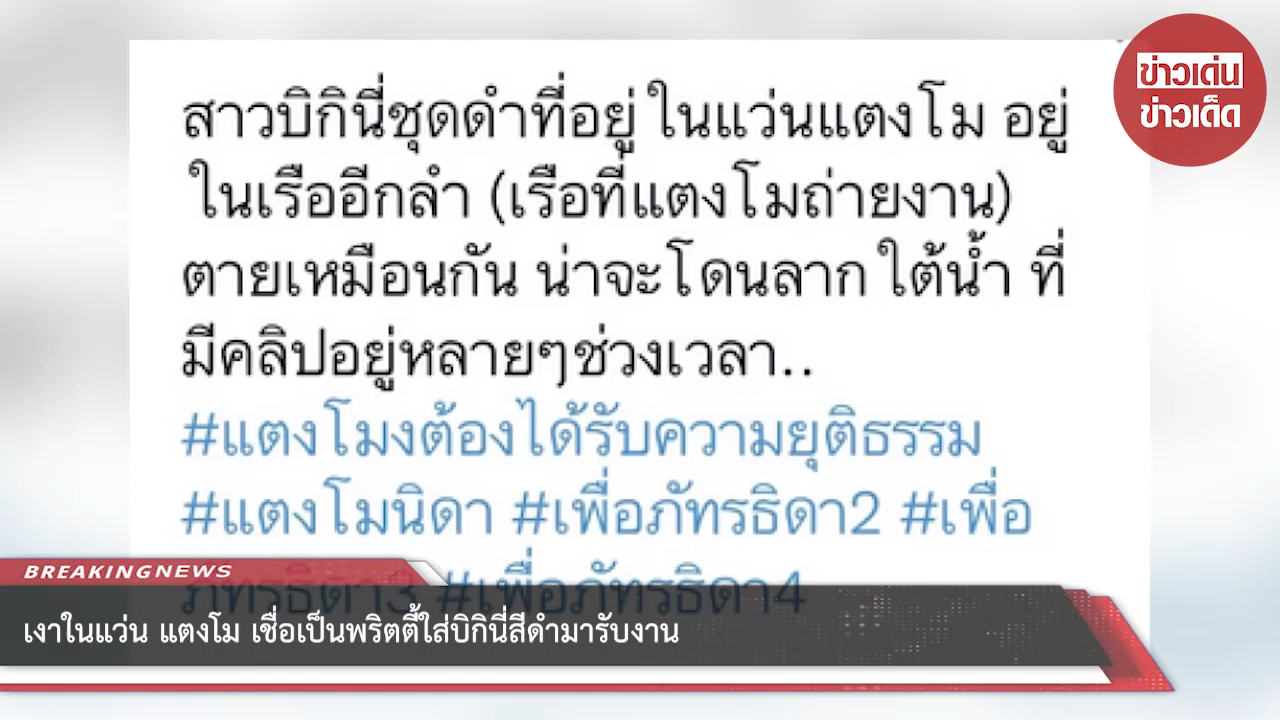 ข่าวเด่น
ข่าวเด็ด
สาวบิกินี่ชุดดำที่อยู่ ในแว่นแตงโม อยู่
ในเรืออีกลำ (เรือที่แตงโมถ่ายงาน)
ตายเหมือนกัน น่าจะโดนลาก ใต้น้ำ ที่
มีคลิปอยู่หลายๆช่วงเวลา..
#แตงโมงต้องได้รับความยุติธรรม
#แตงโมนิดา #เพื่อภัทรธิดา2 #เพื่อ
ภัทรธิดา3 #เพื่อภัทรธิดา4
BREAKING NEWS
เงาในแว่น แตงโม เชื่อเป็นพริตตี้ใส่บิกินี่สีดำมารับงาน